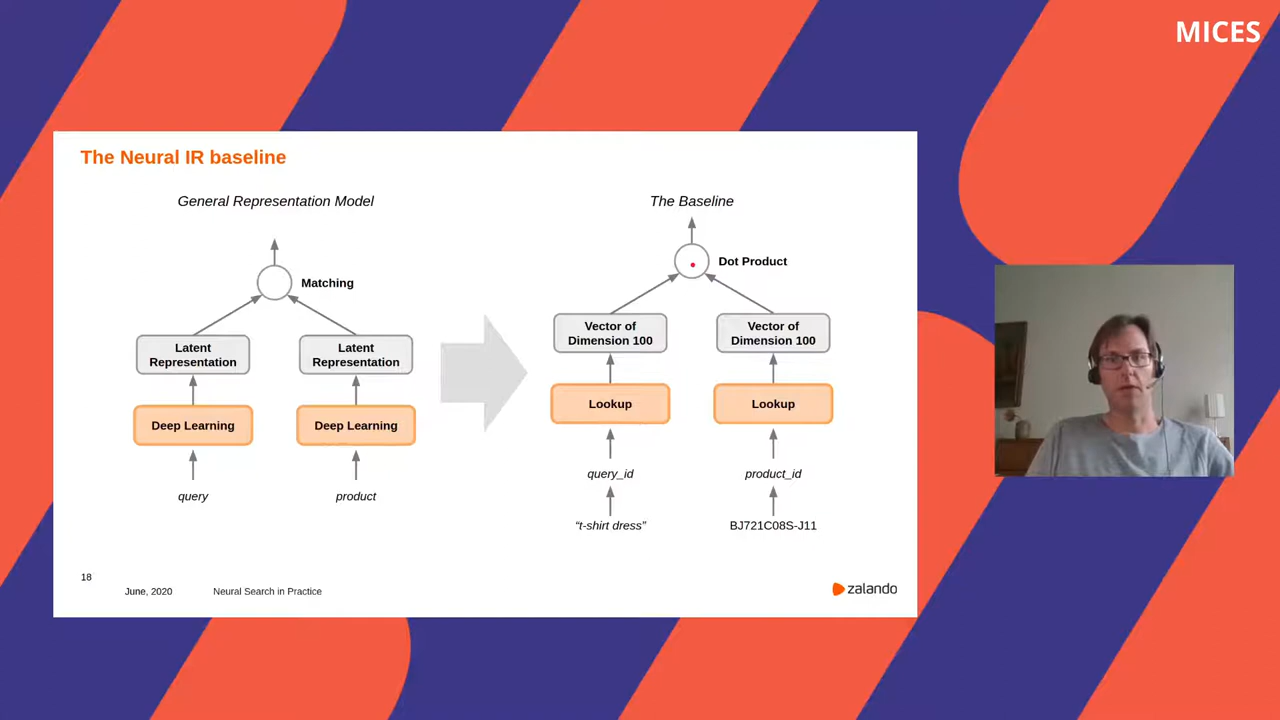 MICES
The Neural IR baseline
General Representation Model
Matching
Latent
Representation
Latent
Representation
Deep Learning
Deep Learning
query
product
The Baseline
Dot Product
Vector of
Dimension 100
Vector of
Dimension 100
Lookup
Lookup
query_id
product_id
“t-shirt dress”
BJ721C08S-J11
18
June, 2020
Neural Search in Practice
zalando